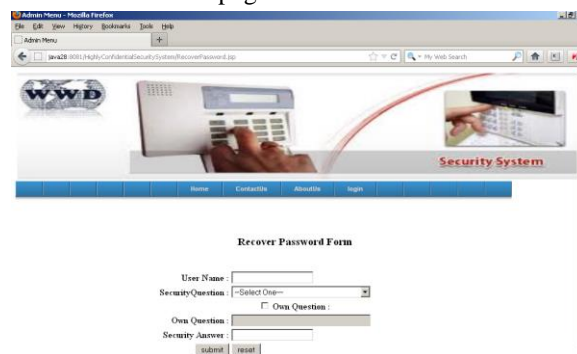 page
Admin Menu - Mozilla Firefox
File Edit View History Bookmarks Tools Help
Admin Menu +
java28:8081/HighlyConfidentialSecuritySystem/RecoverPassword.jsp My Web Search
WWD
Security System
Home ContactUs AboutUs login
Recover Password Form
User Name :
SecurityQuestion : --Select One--
Own Question :
Own Question :
Security Answer :
submit reset